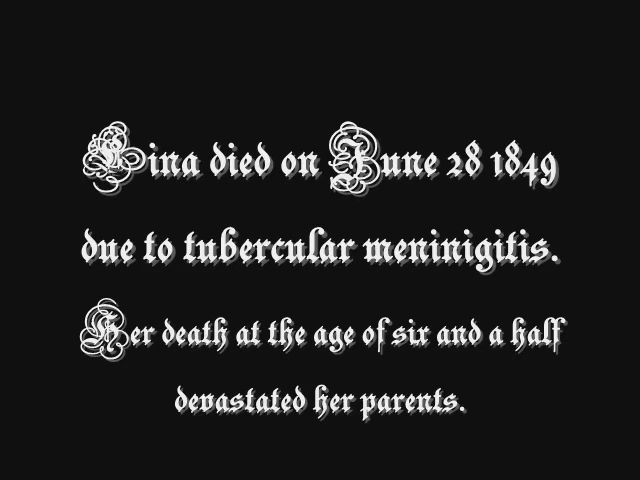 Lina died on June 28 1849
due to tubercular meninigitis.
Her death at the age of six and a half
devastated her parents.